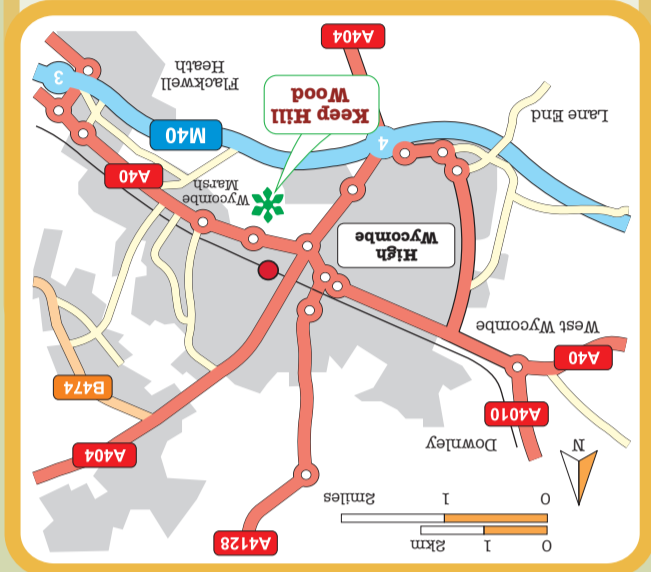 0 1 2km
A4128
0 1 2miles
N
Downley
A404
A4010
B474
A40
West Wycombe
High
Wycombe
Wycombe
Marsh
A40
4
M40
Keep Hill
Wood
Lane End
Flackwell
Heath
3
A404